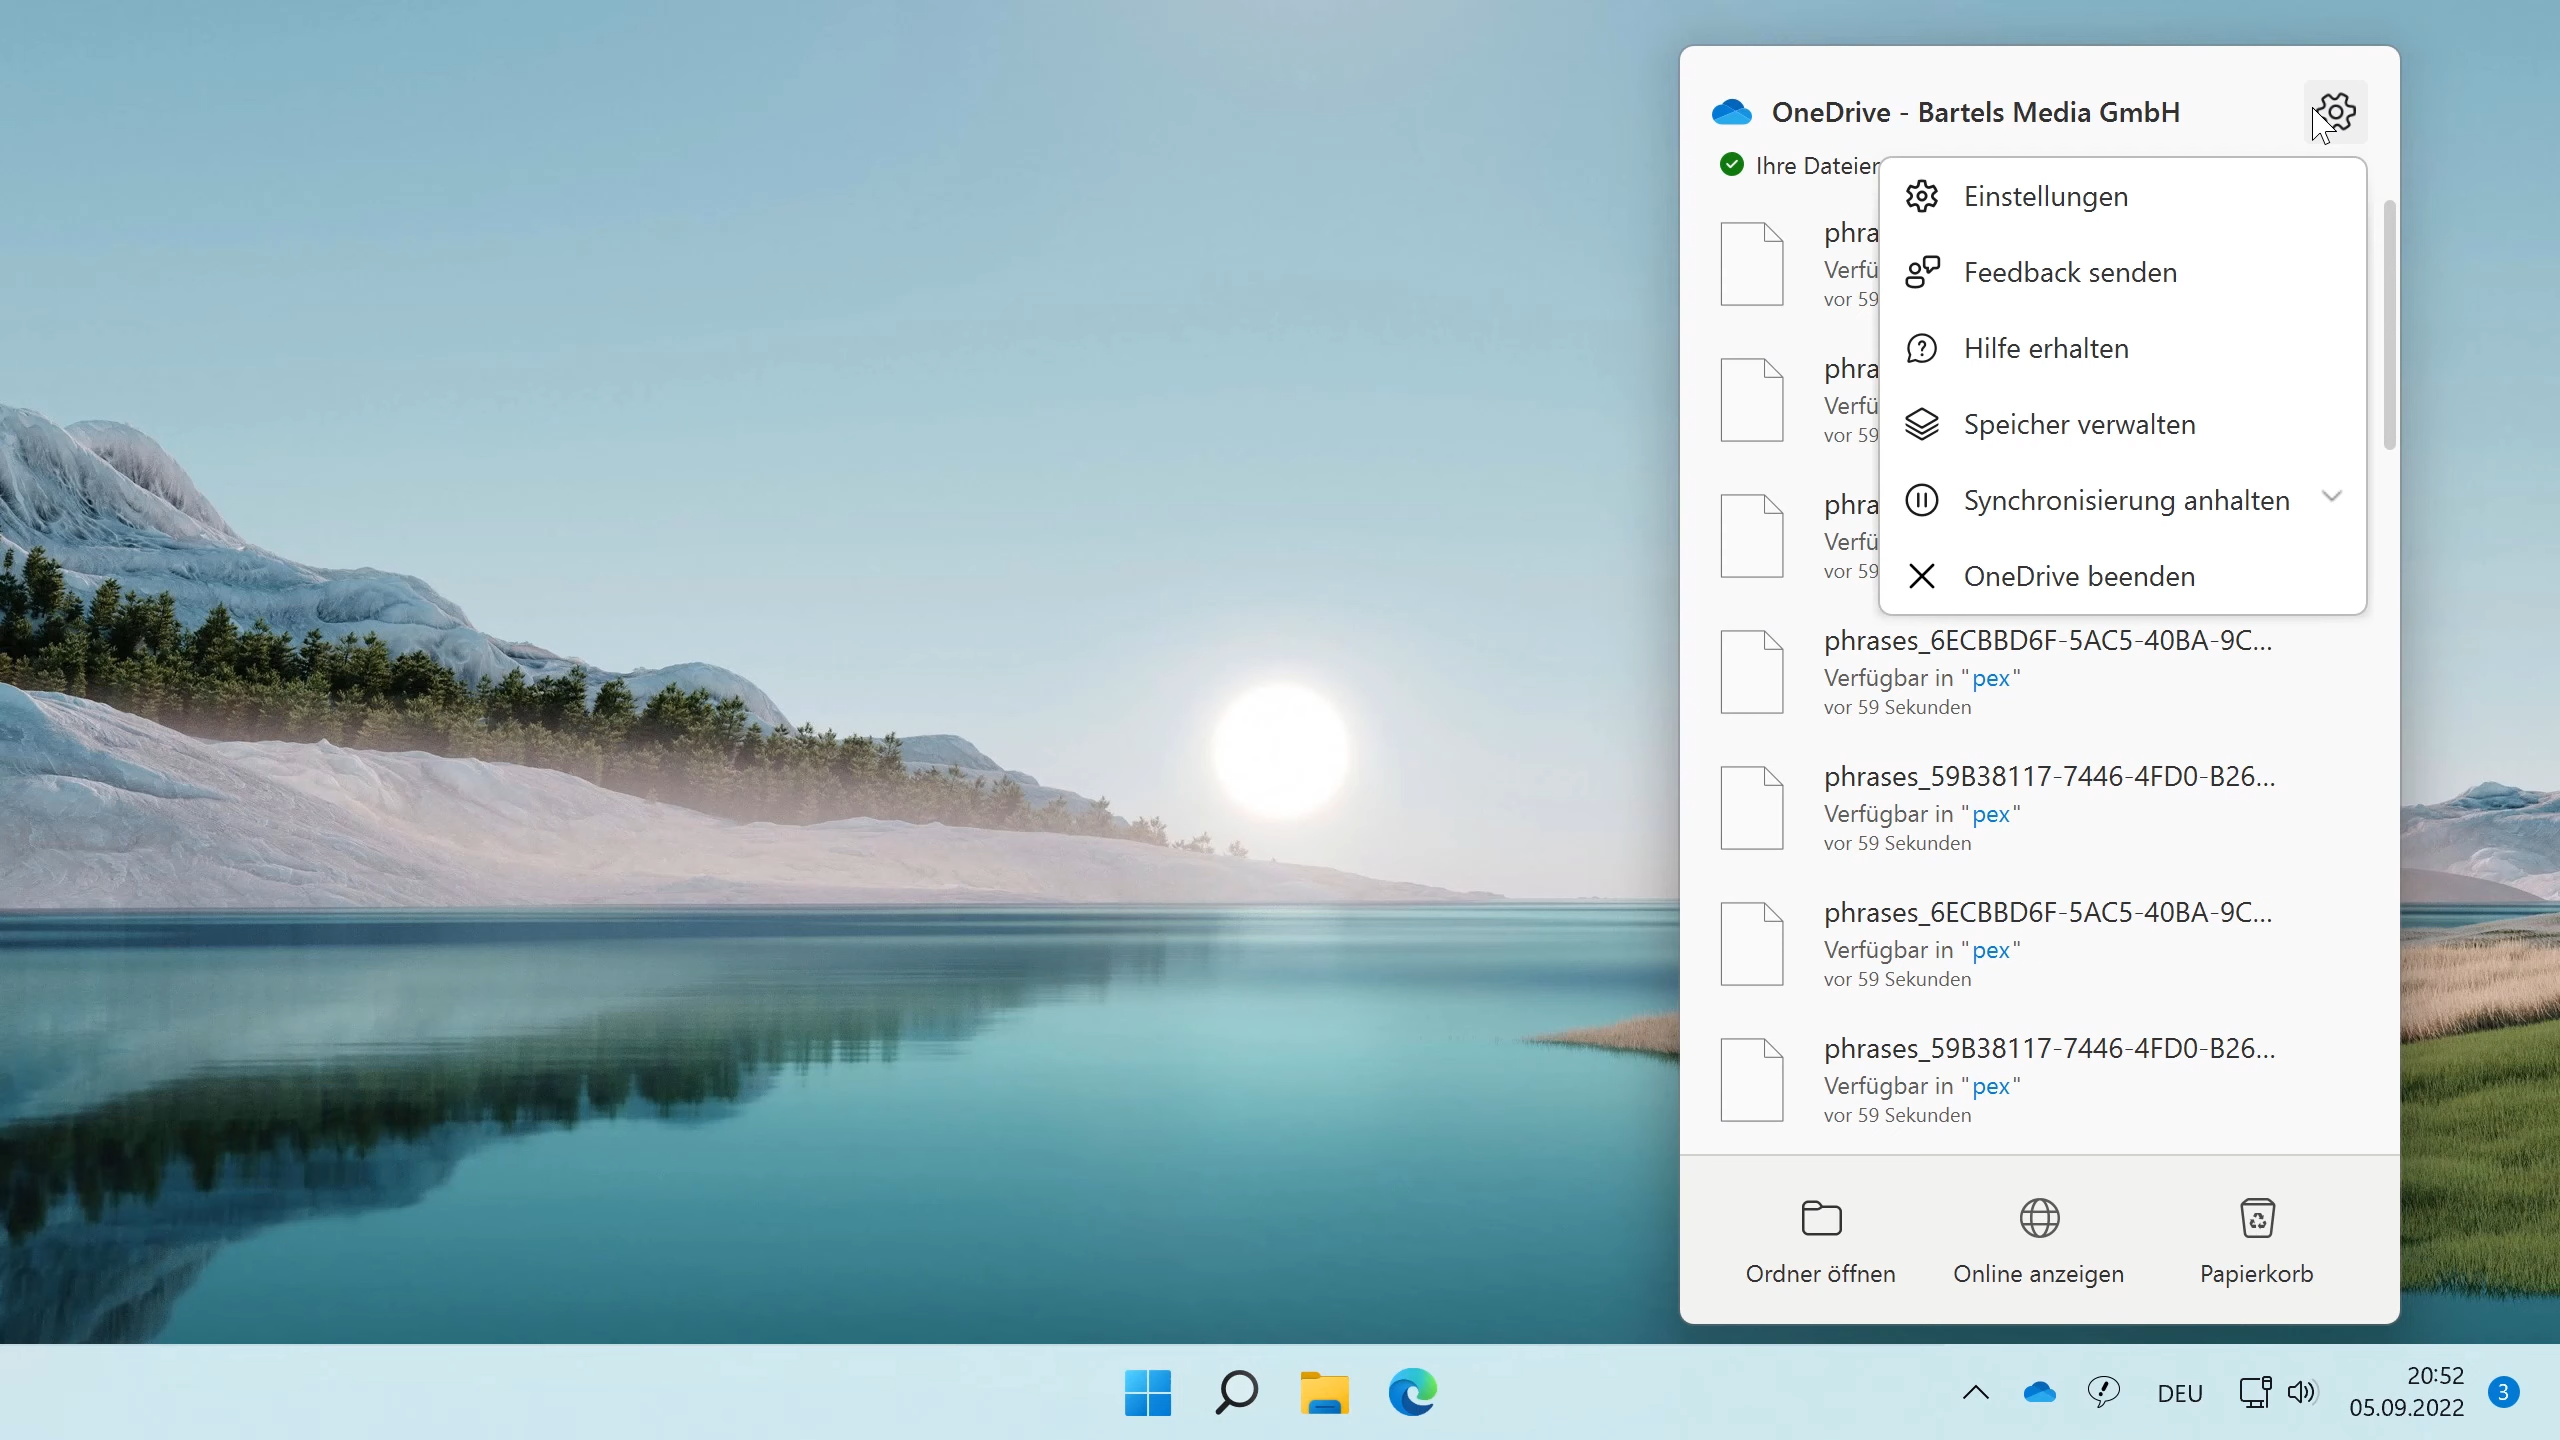 OneDrive - Bartels Media GmbH
Ihre Dateien
Einstellungen
Feedback senden
Hilfe erhalten
Speicher verwalten
Synchronisierung anhalten
OneDrive beenden
phra
Verfü
vor 59
phra
Verfü
vor 59
phra
Verfü
vor 59
phrases_6ECBBD6F-5AC5-40BA-9C...
Verfügbar in "pex"
vor 59 Sekunden
phrases_59B38117-7446-4FD0-B26...
Verfügbar in "pex"
vor 59 Sekunden
phrases_6ECBBD6F-5AC5-40BA-9C...
Verfügbar in "pex"
vor 59 Sekunden
phrases_59B38117-7446-4FD0-B26...
Verfügbar in "pex"
vor 59 Sekunden
Ordner öffnen
Online anzeigen
Papierkorb
DEU
20:52
05.09.2022
3